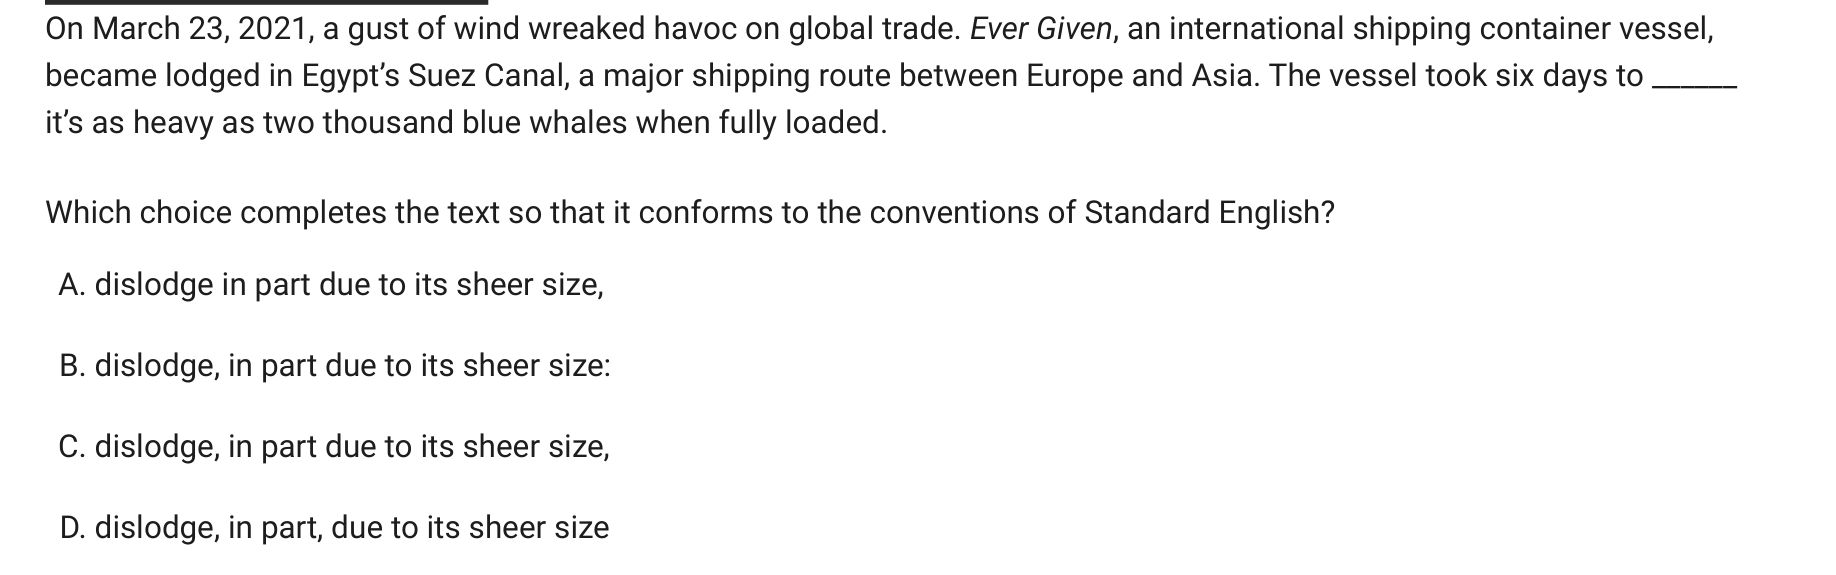 On March 23, 2021, a gust of wind wreaked havoc on global trade. Ever Given, an international shipping container vessel,
became lodged in Egypt’s Suez Canal, a major shipping route between Europe and Asia. The vessel took six days to ______
it’s as heavy as two thousand blue whales when fully loaded.
Which choice completes the text so that it conforms to the conventions of Standard English?
A. dislodge in part due to its sheer size,
B. dislodge, in part due to its sheer size:
C. dislodge, in part due to its sheer size,
D. dislodge, in part, due to its sheer size